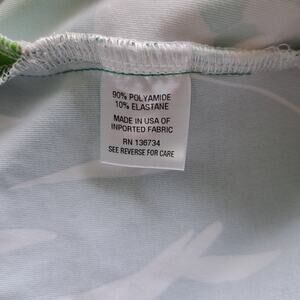 90% POLYAMIDE
10% ELASTANE
MADE IN USA OF
IMPORTED FABRIC
RN 136734
SEE REVERSE FOR CARE